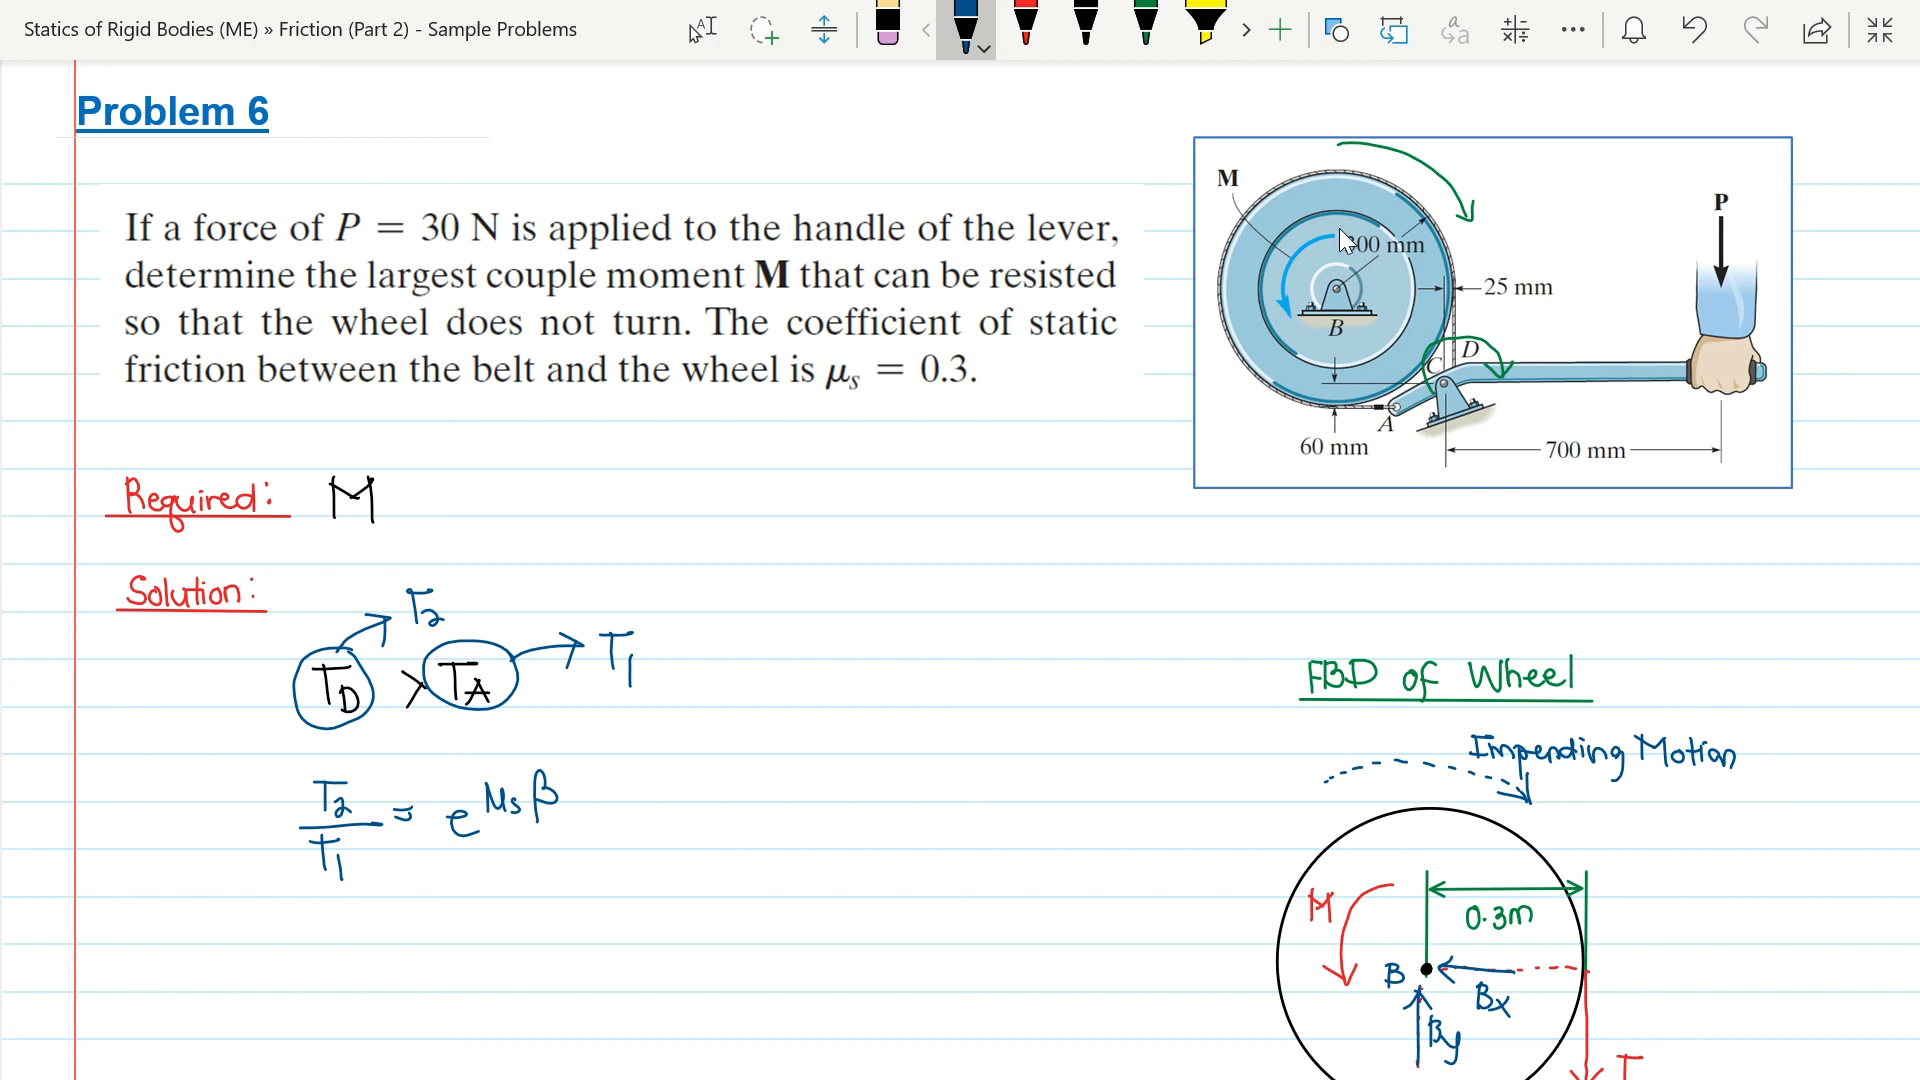 Statics of Rigid Bodies (ME) » Friction (Part 2) - Sample Problems
Problem 6
If a force of P = 30 N is applied to the handle of the lever,
determine the largest couple moment M that can be resisted
so that the wheel does not turn. The coefficient of static
friction between the belt and the wheel is μs = 0.3.
M
P
00 mm
25 mm
B
C
D
A
60 mm
700 mm
Required: M
Solution:
T2
TD > TA
T1
T2/T1 = e^μsβ
FBD of Wheel
Impending Motion
M
0.3m
B
Bx
By
T